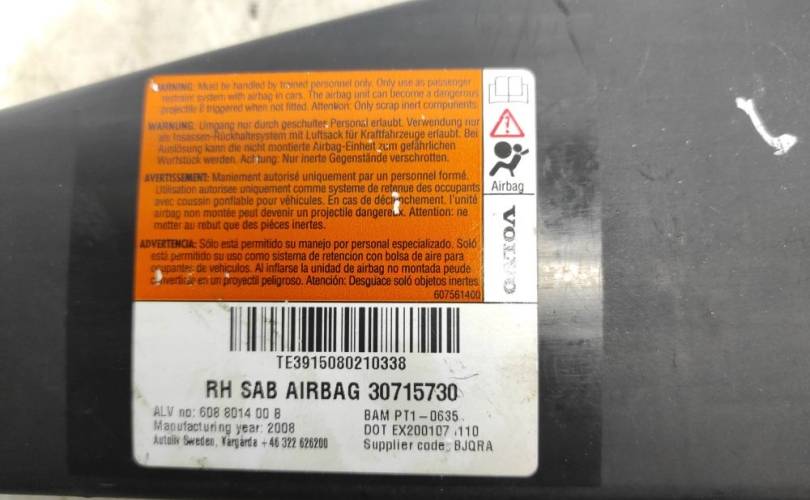 WARNING: Must be handled by trained personnel only. Only use as passenger
restraint system with airbag in cars. The airbag unit can become a dangerous
projectile if triggered when not fitted. Attention: Only scrap inert components.
WARNUNG: Umgang nur durch geschultes Personal erlaubt. Verwendung nur
als Insassen-Rückhaltesystem mit Luftsack für Kraftfahrzeuge erlaubt. Bei
Auslösung kann die nicht montierte Airbag-Einheit zum gefährlichen
Wurfstück werden. Achtung: Nur inerte Gegenstände verschrotten.
AVERTISSEMENT: Maniement autorisé uniquement par un personnel formé.
Utilisation autorisee uniquement comme systeme de retenue des occupants
avec coussin gonflable pour véhicules. En cas de déclenchement, l'unité
airbag non montée peut devenir un projectile dangereux. Attention: ne
metter au rebut que des pièces inertes.
ADVERTENCIA: Sólo está permitido su manejo por personal especializado. Soló
está permitido su uso como sistema de retención con bolsa de aire para
ocupantes de vehículos. Al inflarse la unidad de airbag no montada peude
convertirse en un proyectil peligroso. Atención: Desguace soló objetos inertes
607561400
Airbag
VOLVO
TE3915080210338
RH SAB AIRBAG 30715730
ALV no: 608 8014 00 B
BAM PT1-0635
Manufacturing year: 2008
DOT EX200107 .110
Autoliv Sweden, Vårgårda +46 322 626200
Supplier code: BJQRA